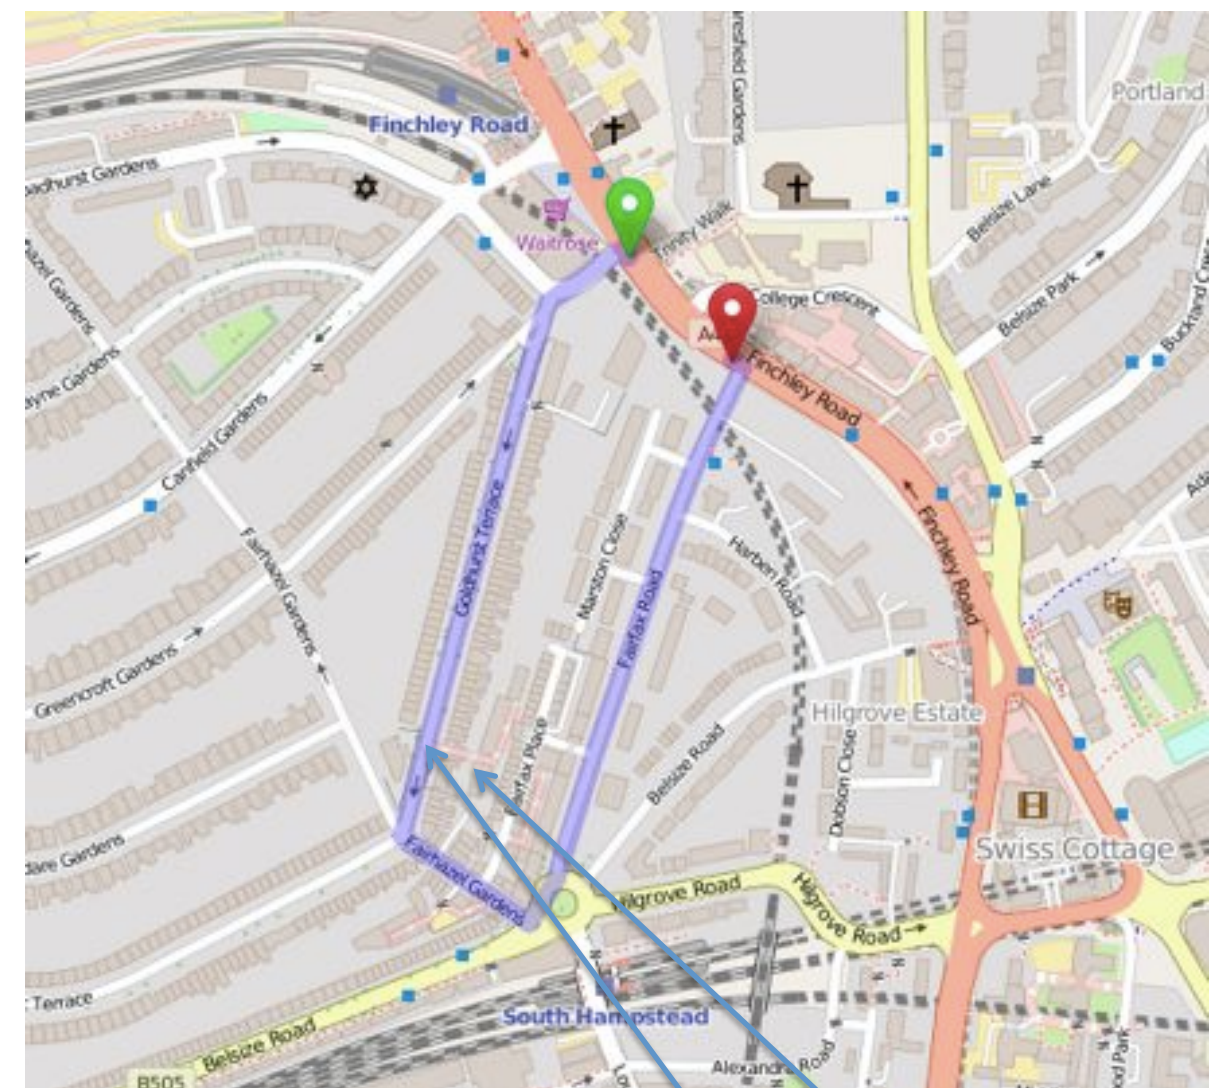 Finchley Road
Waitrose
Trinity Walk
College Crescent
Finchley Road
Portland
Belsize Lane
Belsize Park
Canfield Gardens
Fairhazel Gardens
Greencroft Gardens
Goldhurst Terrace
Marston Close
Fairfax Road
Harben Road
Finchley Road
Hilgrove Estate
Fairfax Place
Belsize Road
Dobson Close
Swiss Cottage
Fairhazel Gardens
Hilgrove Road
Hilgrove Road
Terrace
South Hampstead
Belsize Road
Alexandra Road
B505